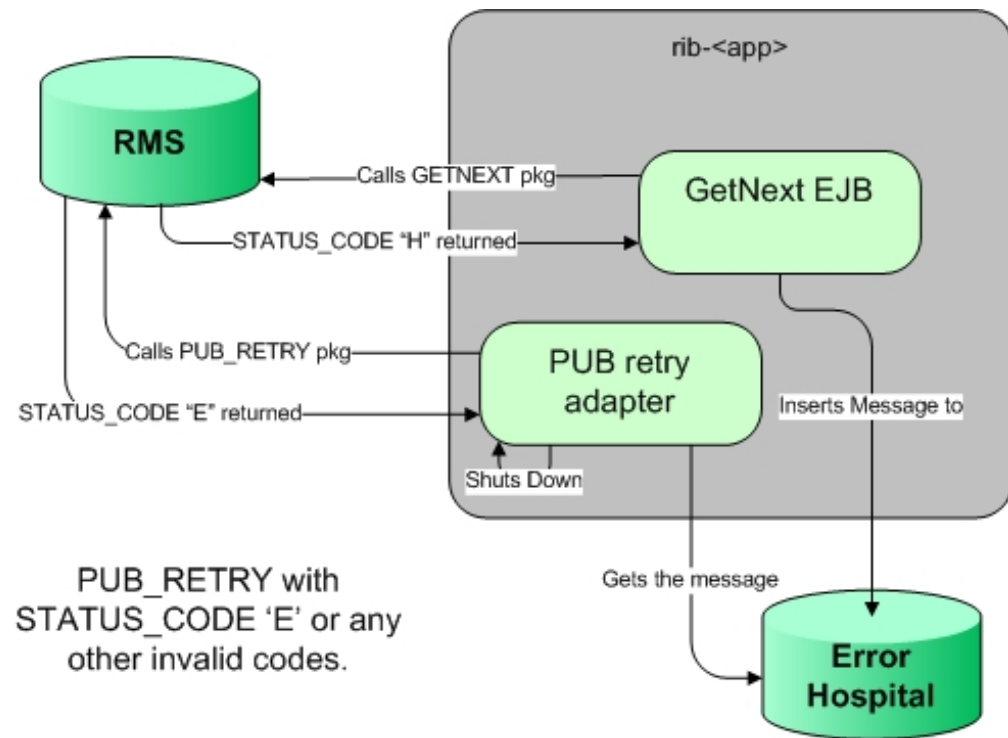 rib-<app>
RMS
Calls GETNEXT pkg
GetNext EJB
STATUS_CODE “H” returned
Calls PUB_RETRY pkg
PUB retry
adapter
STATUS_CODE “E” returned
Inserts Message to
Shuts Down
Gets the message
PUB_RETRY with
STATUS_CODE ‘E’ or any
other invalid codes.
Error
Hospital